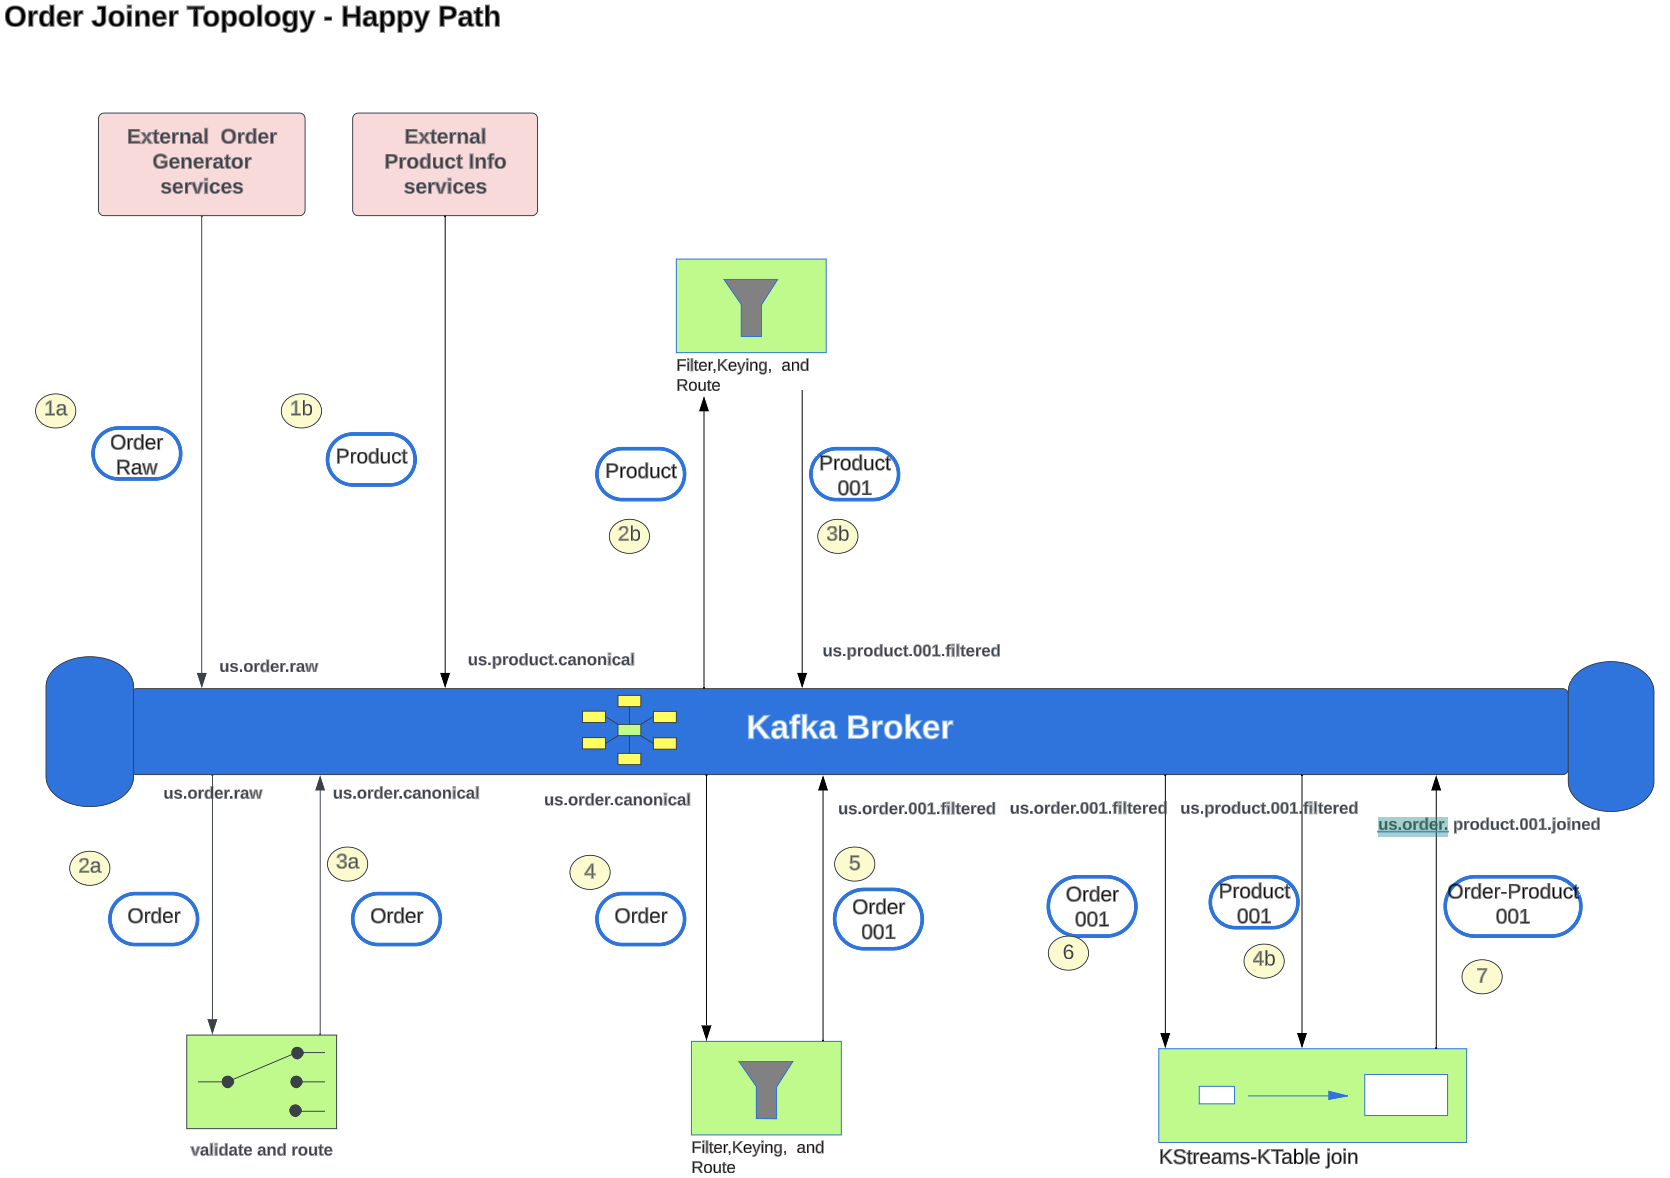 Order Joiner Topology - Happy Path
External Order
Generator
services
External
Product Info
services
Filter,Keying, and
Route
1a
Order
Raw
1b
Product
Product
2b
Product
001
3b
us.order.raw
us.product.canonical
us.product.001.filtered
Kafka Broker
us.order.raw
us.order.canonical
us.order.canonical
us.order.001.filtered
us.order.001.filtered
us.product.001.filtered
us.order. product.001.joined
2a
Order
3a
Order
4
Order
5
Order
001
Order
001
6
Product
001
4b
Order-Product
001
7
validate and route
Filter,Keying, and
Route
KStreams-KTable join